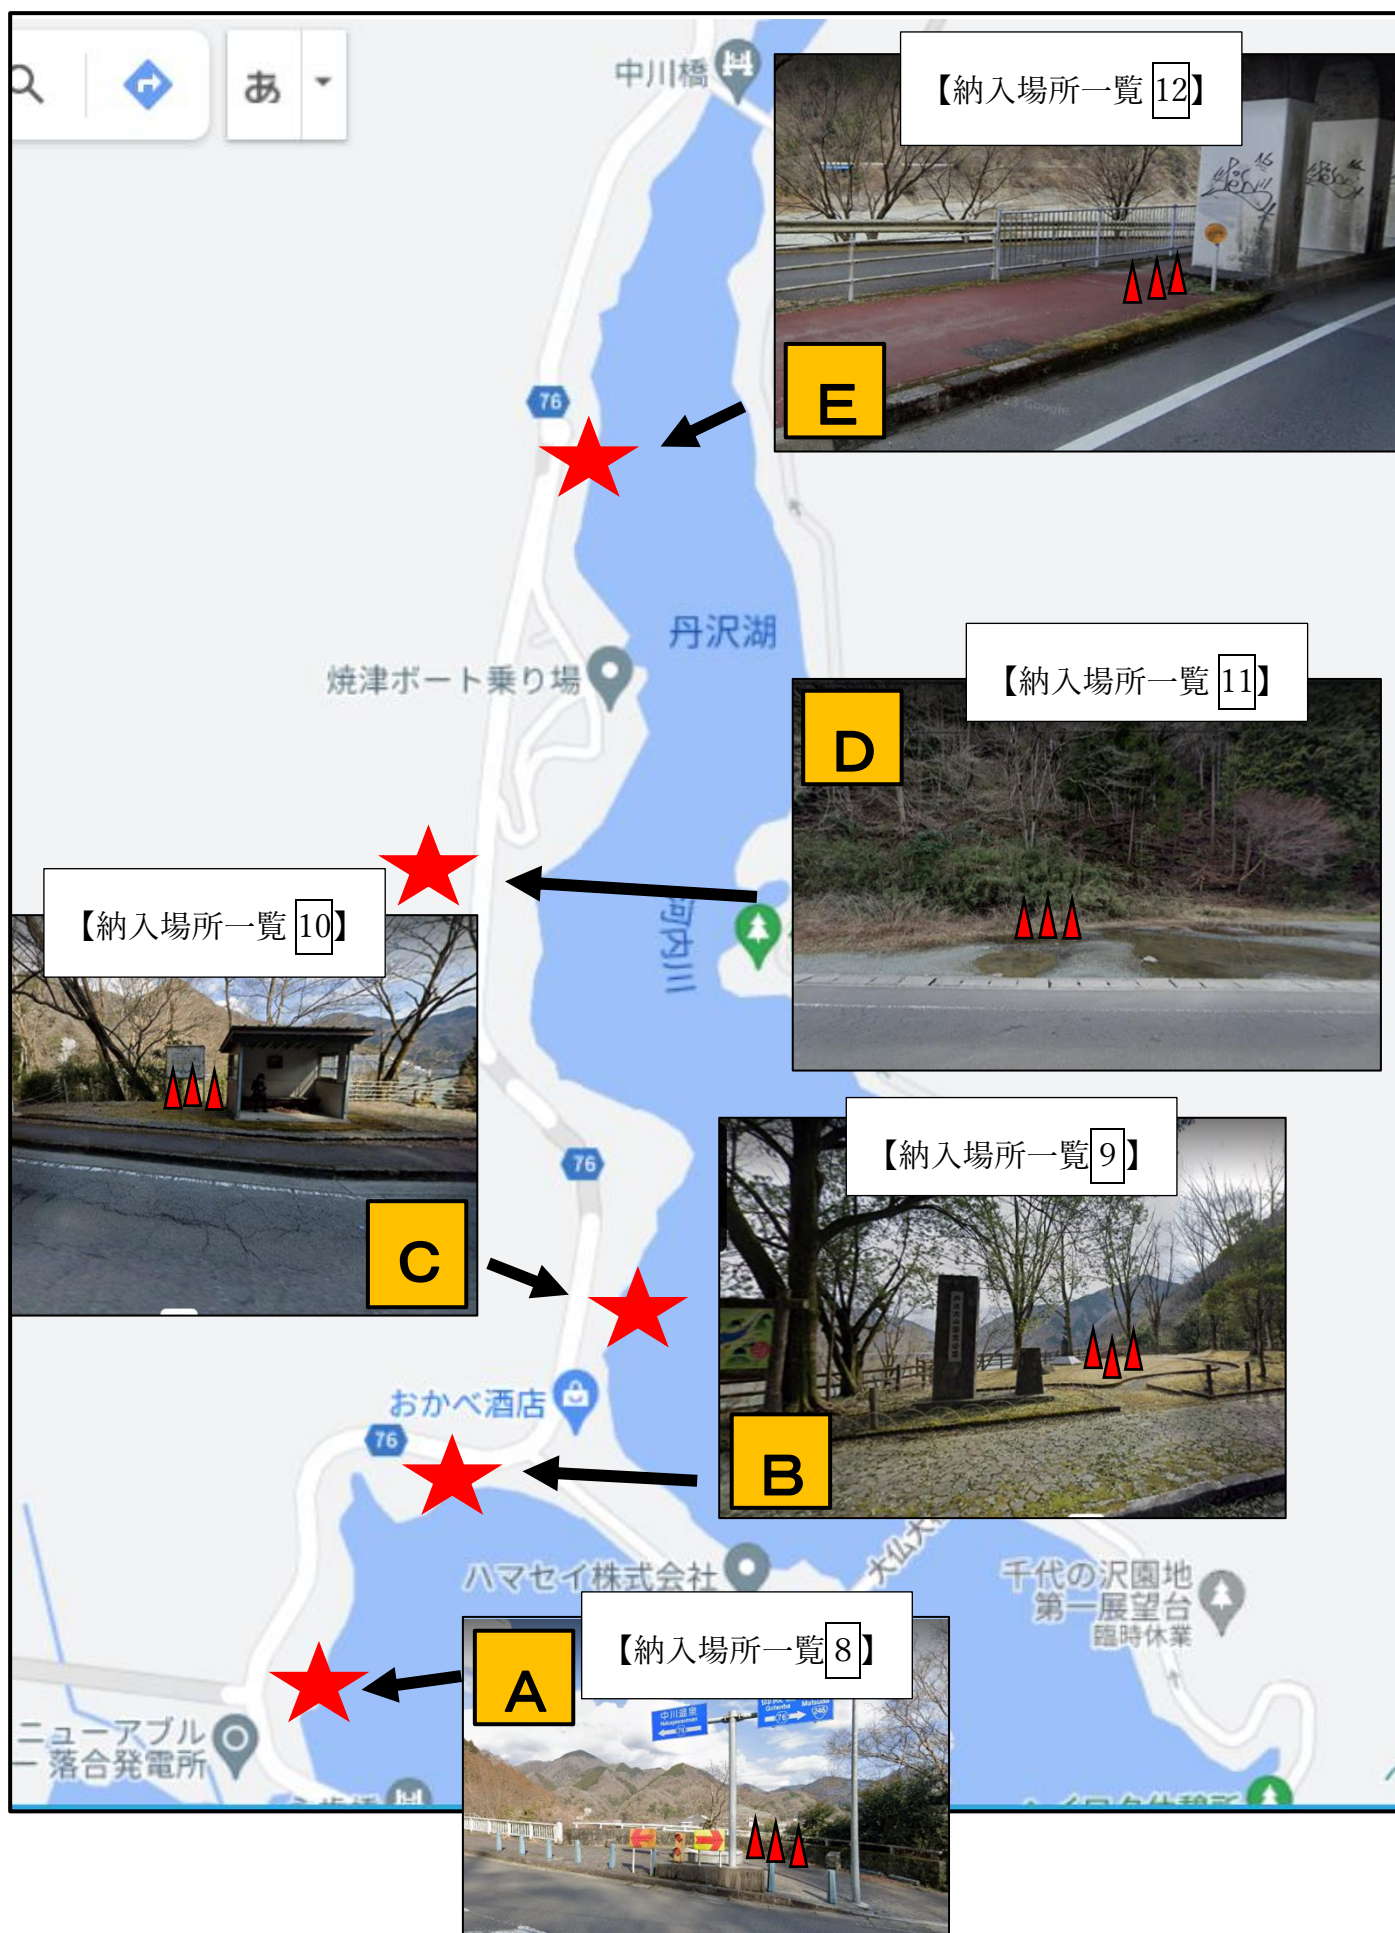 あ
中川橋
【納入場所一覧 12】
E
76
丹沢湖
焼津ボート乗り場
【納入場所一覧 11】
D
【納入場所一覧 10】
河内川
C
76
【納入場所一覧 9】
B
おかべ酒店
76
ハマセイ株式会社
千代の沢園地
第一展望台
臨時休業
【納入場所一覧 8】
A
中川温泉
76
Gotenba
Matsuda
76
246
ニューアブル
落合発電所